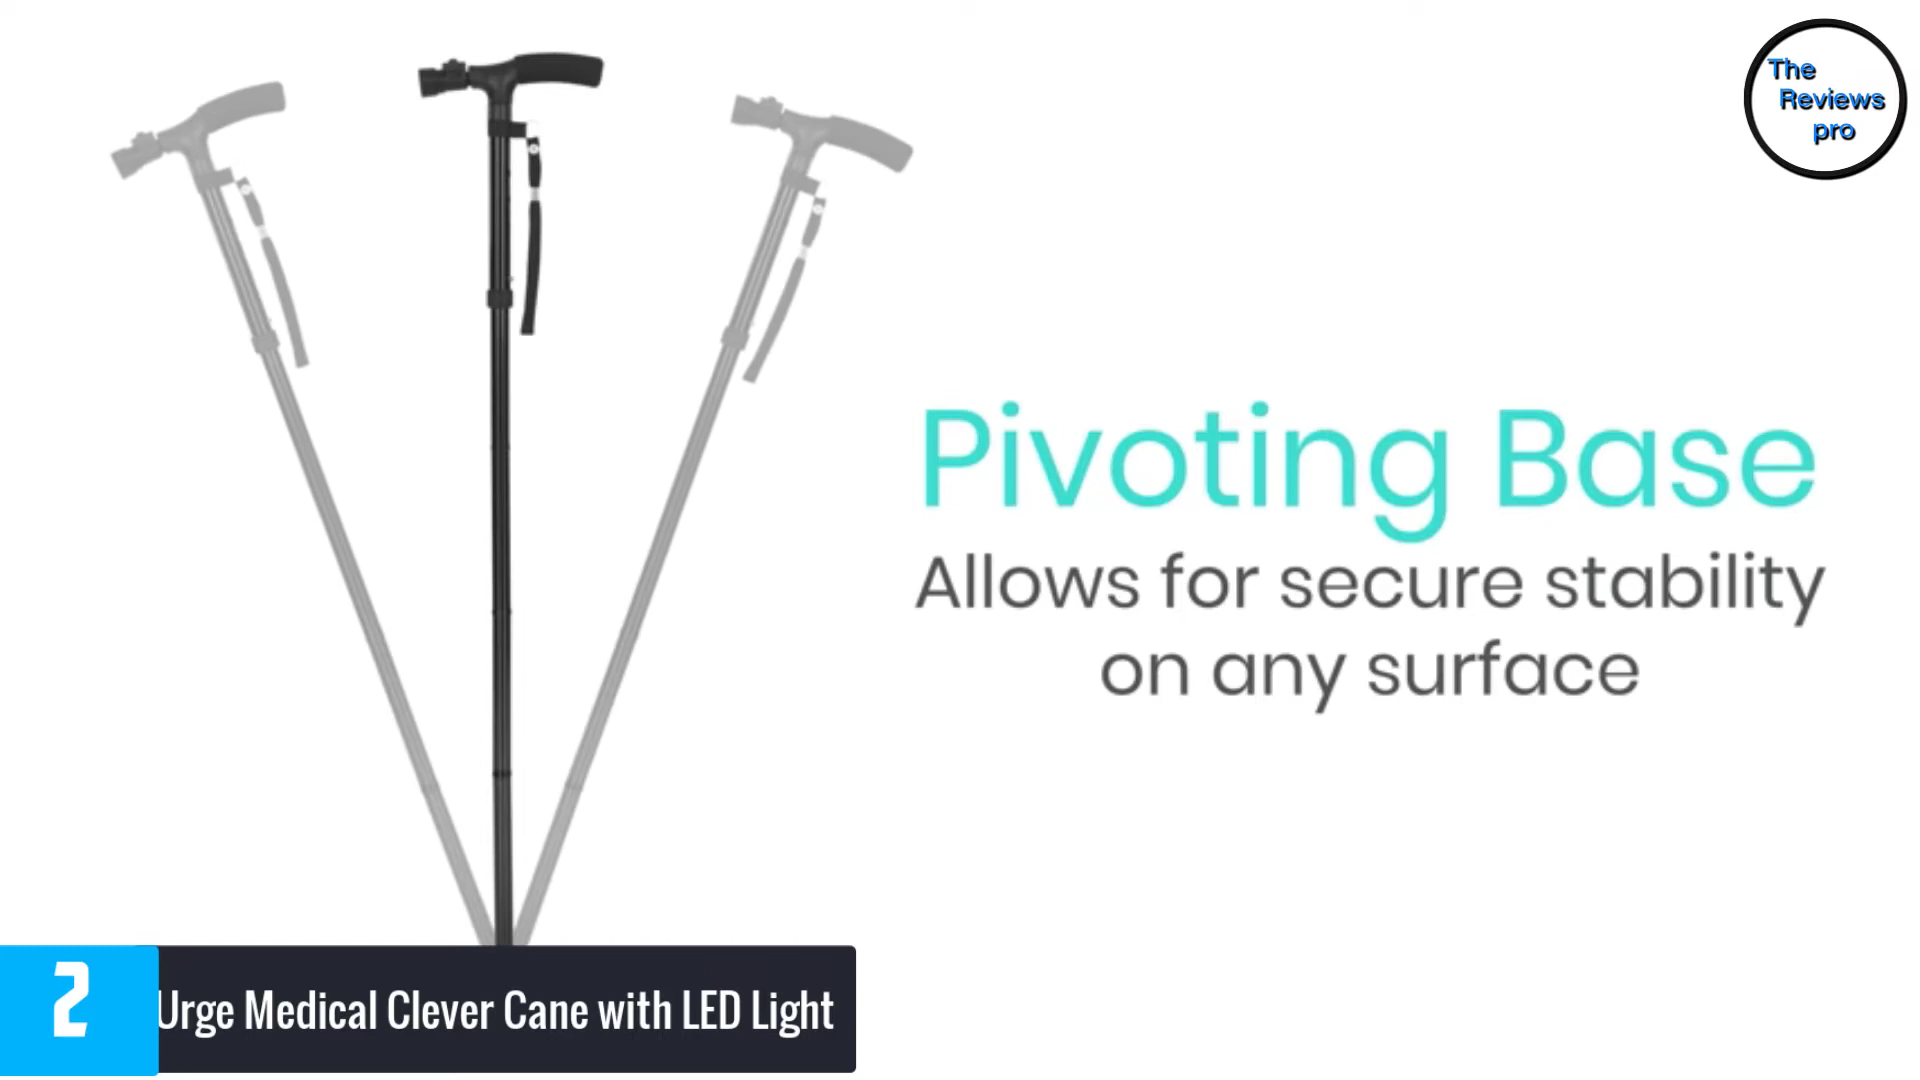 The
Reviews
pro
Pivoting Base
Allows for secure stability
on any surface
2
Urge Medical Clever Cane with LED Light